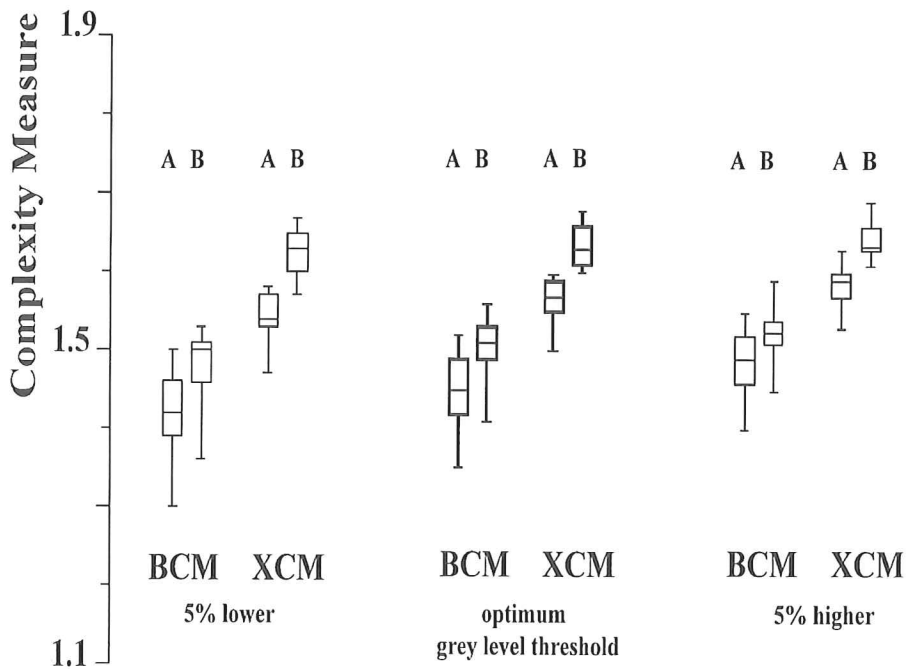 Complexity Measure
1.9
1.5
1.1
A B A B A B A B A B A B
BCM XCM BCM XCM BCM XCM
5% lower optimum 5% higher
grey level threshold